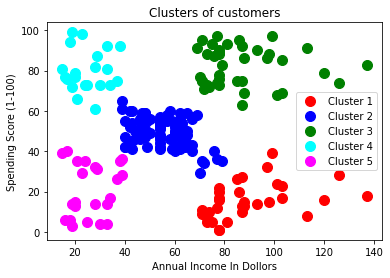 Clusters of customers
Spending Score (1-100)
100
80
60
40
20
0
Cluster 1
Cluster 2
Cluster 3
Cluster 4
Cluster 5
20
40
60
80
100
120
140
Annual Income In Dollors